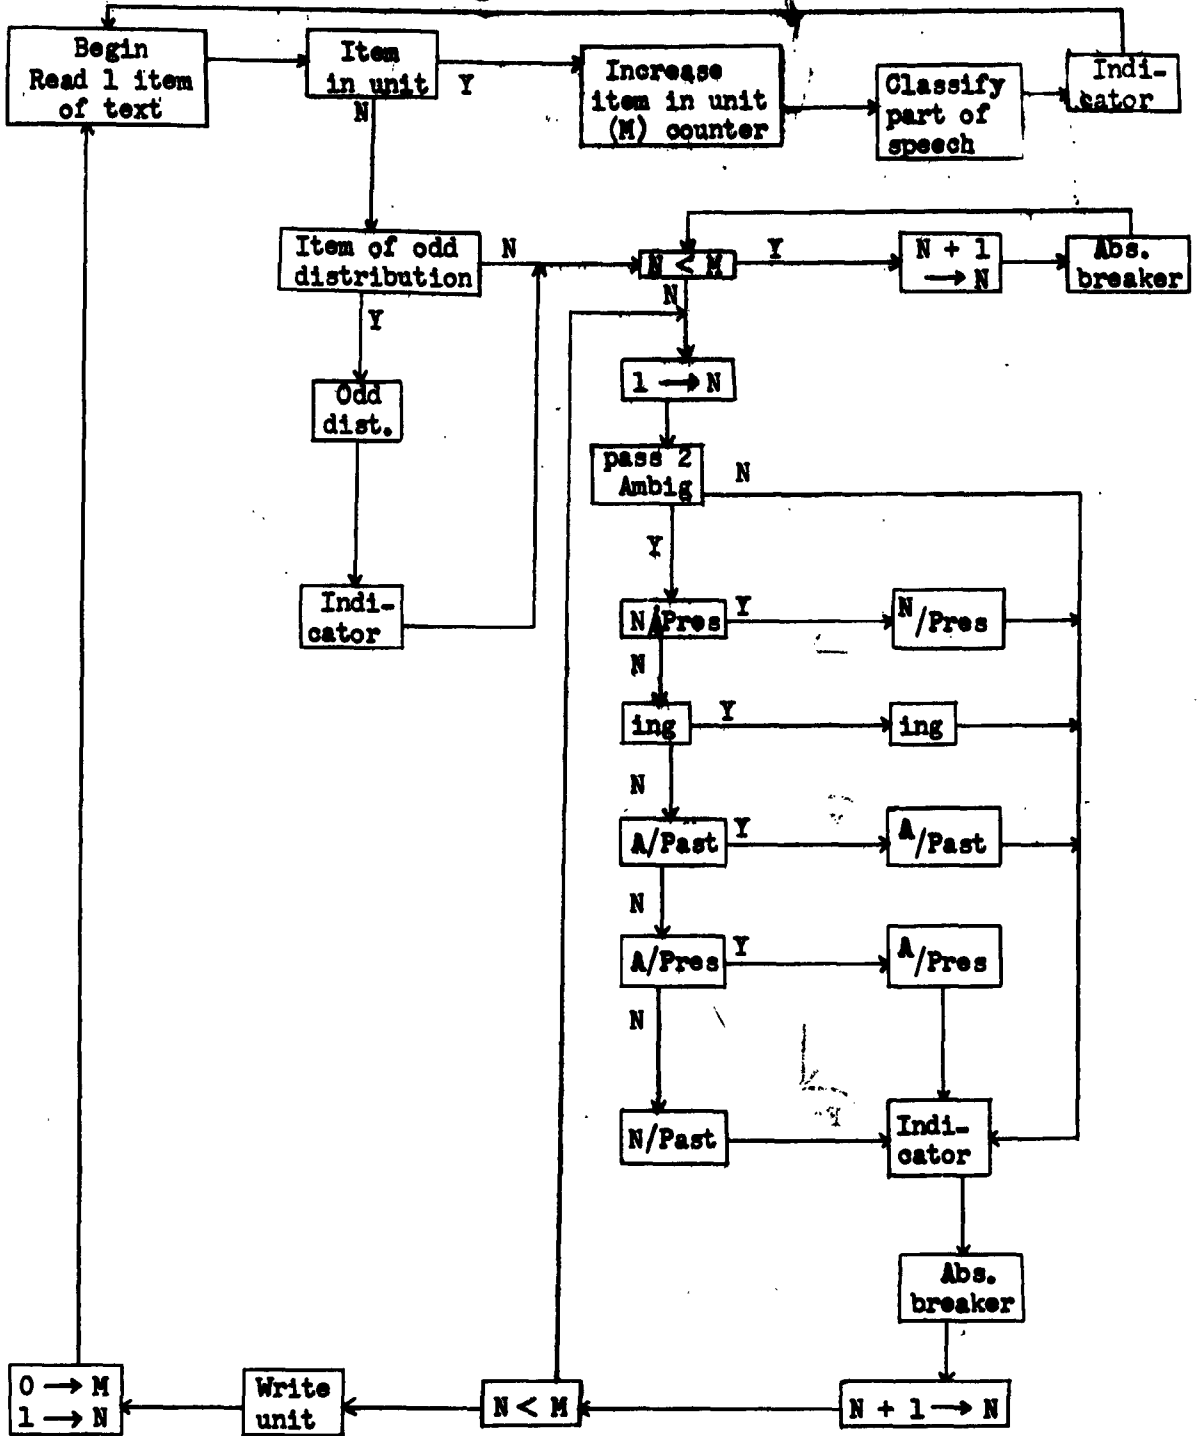 Begin
Read 1 item
of text
Item
in unit
Y
N
Increase
item in unit
(M) counter
Classify
part of
speech
Indi-
cator
Item of odd
distribution
N
Y
N < M
Y
N
N + 1
→ N
Abs.
breaker
Odd
dist.
Indi-
cator
1 → N
pass 2
Ambig
N
Y
N/Pres
Y
N
N/Pres
ing
Y
N
ing
A/Past
Y
N
A/Past
A/Pres
Y
N
A/Pres
N/Past
Indi-
cator
Abs.
breaker
N + 1 → N
N < M
Write
unit
0 → M
1 → N